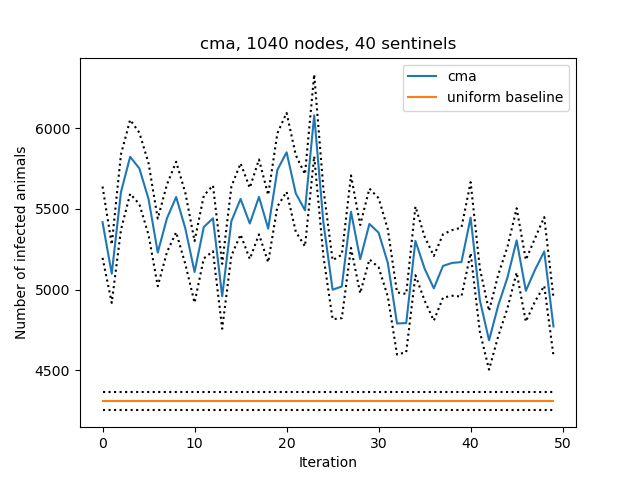 cma, 1040 nodes, 40 sentinels
cma
uniform baseline
Number of infected animals
6000
5500
5000
4500
0 10 20 30 40 50
Iteration